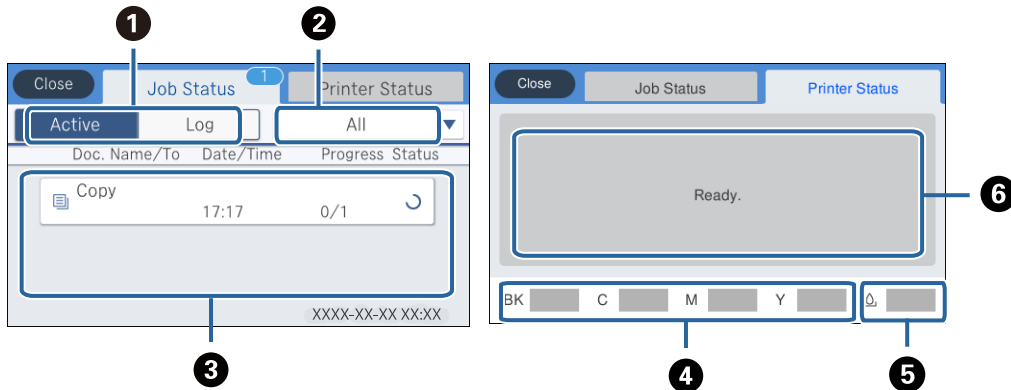 1 2
Close Job Status 1 Printer Status
Active Log All
Doc. Name/To Date/Time Progress Status
Copy
17:17 0/1
XXXX-XX-XX XX:XX
3
Close Job Status Printer Status
Ready.
6
BK C M Y
4 5